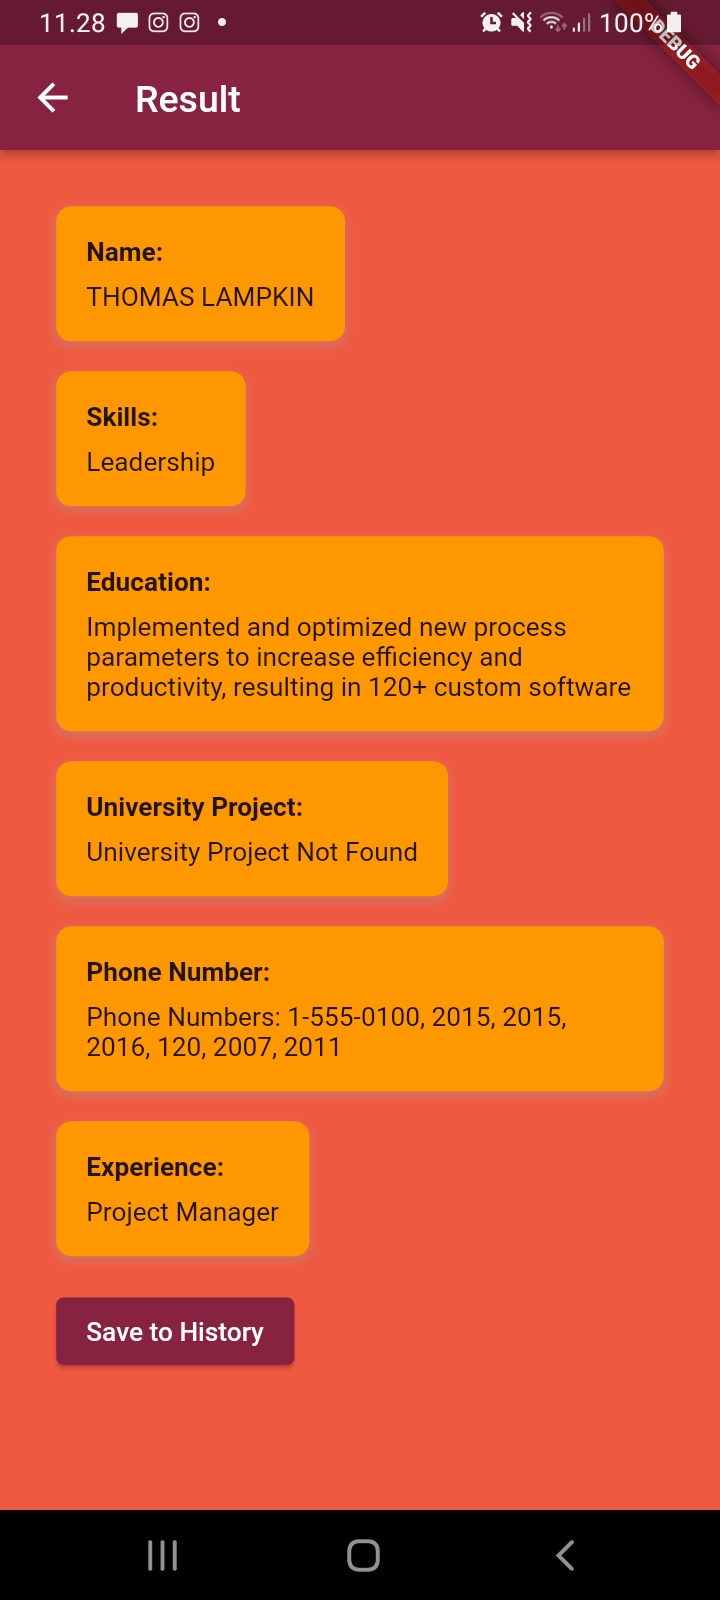 11.28
100%
DEBUG
Result
Name:
THOMAS LAMPKIN
Skills:
Leadership
Education:
Implemented and optimized new process
parameters to increase efficiency and
productivity, resulting in 120+ custom software
University Project:
University Project Not Found
Phone Number:
Phone Numbers: 1-555-0100, 2015, 2015,
2016, 120, 2007, 2011
Experience:
Project Manager
Save to History